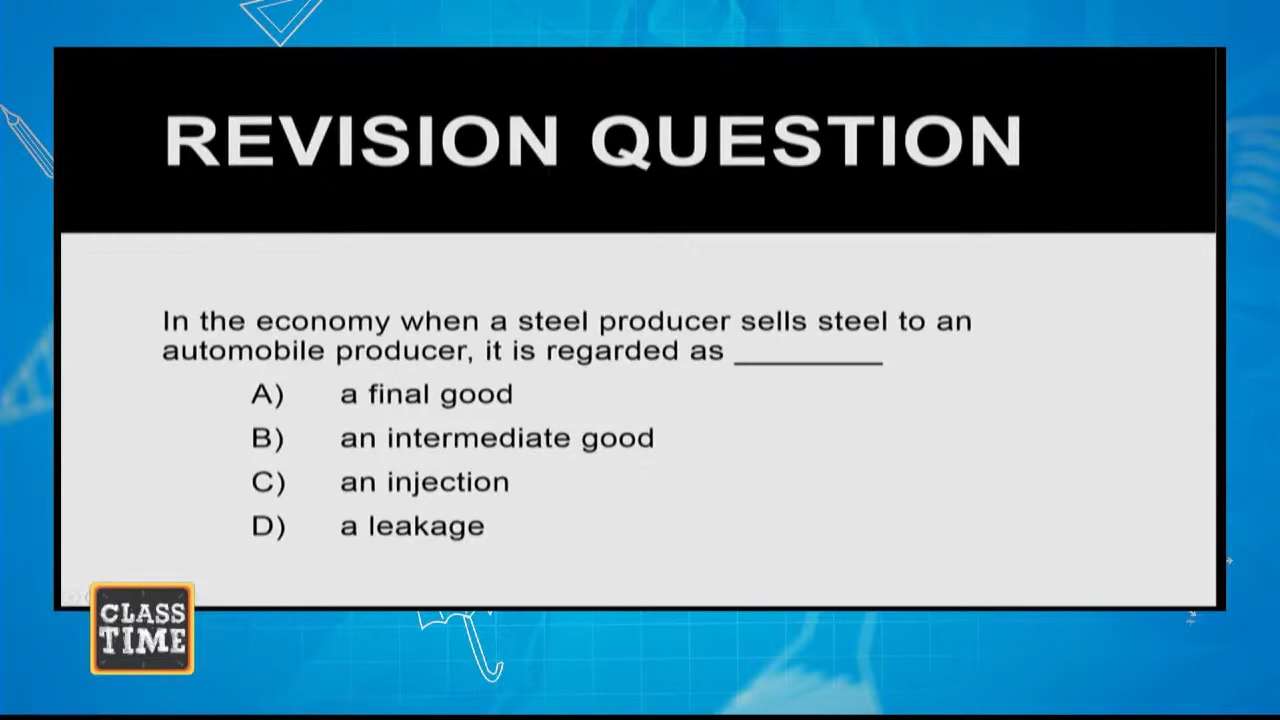 REVISION QUESTION
In the economy when a steel producer sells steel to an
automobile producer, it is regarded as __________
A) a final good
B) an intermediate good
C) an injection
D) a leakage
CLASS
TIME